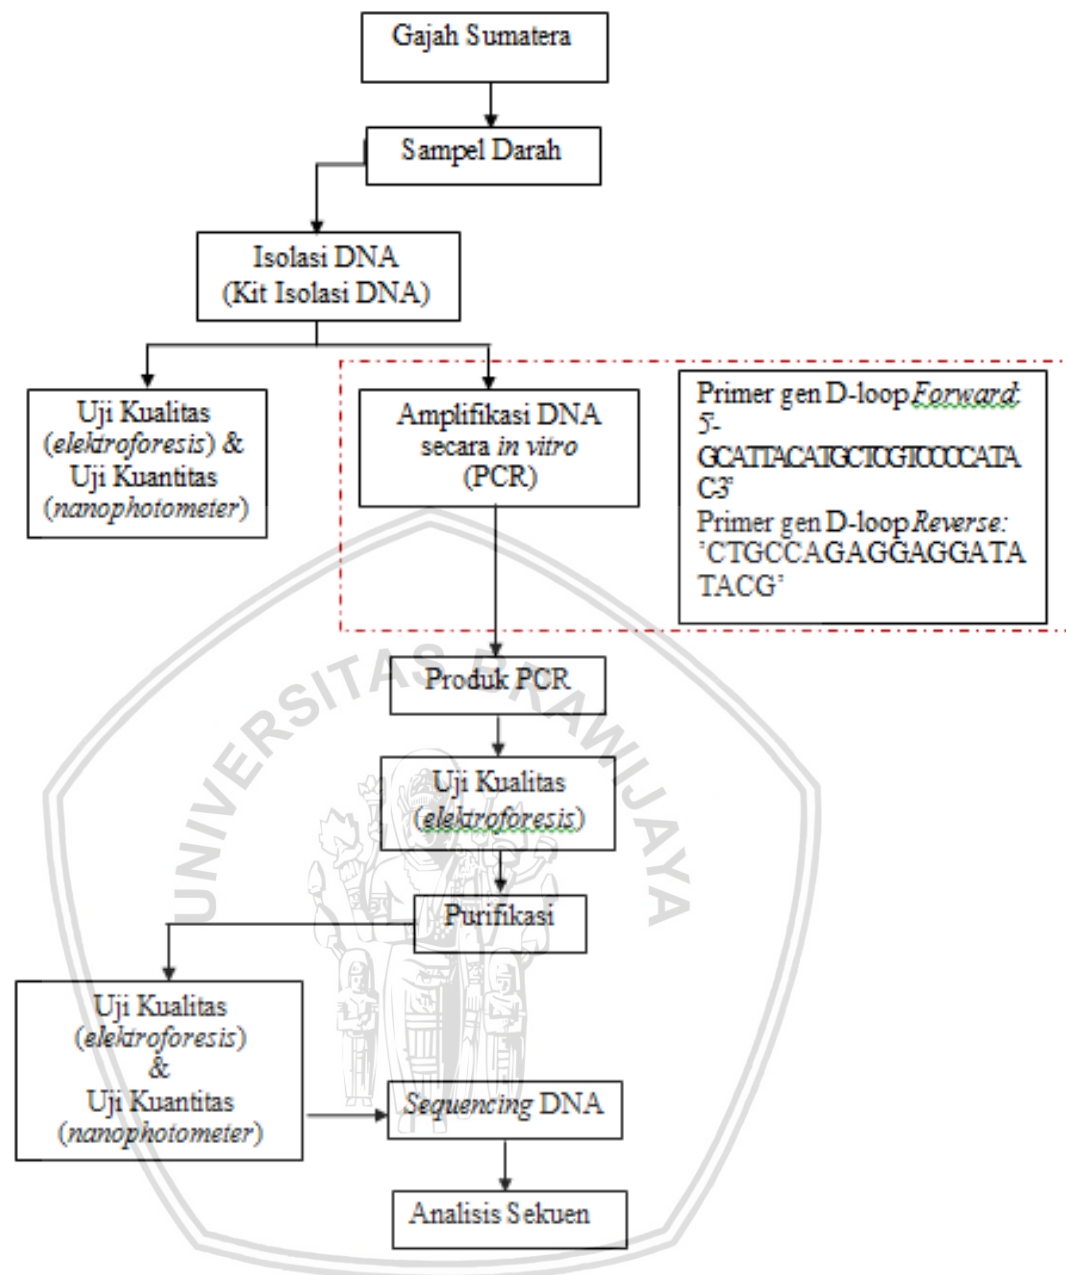 Gajah Sumatera
Sampel Darah
Isolasi DNA
(Kit Isolasi DNA)
Uji Kualitas
(elektroforesis) &
Uji Kuantitas
(nanophotometer)
Amplifikasi DNA
secara in vitro
(PCR)
Primer gen D-loop Forward:
5'-
GCATTACATGCTCGTCCCCATA
C-3'
Primer gen D-loop Reverse:
'CTGCCAGAGGAGGATA
TACG'
Produk PCR
Uji Kualitas
(elektroforesis)
Purifikasi
Uji Kualitas
(elektroforesis)
&
Uji Kuantitas
(nanophotometer)
Sequencing DNA
Analisis Sekuen
UNIVERSITAS BRAWIJAYA